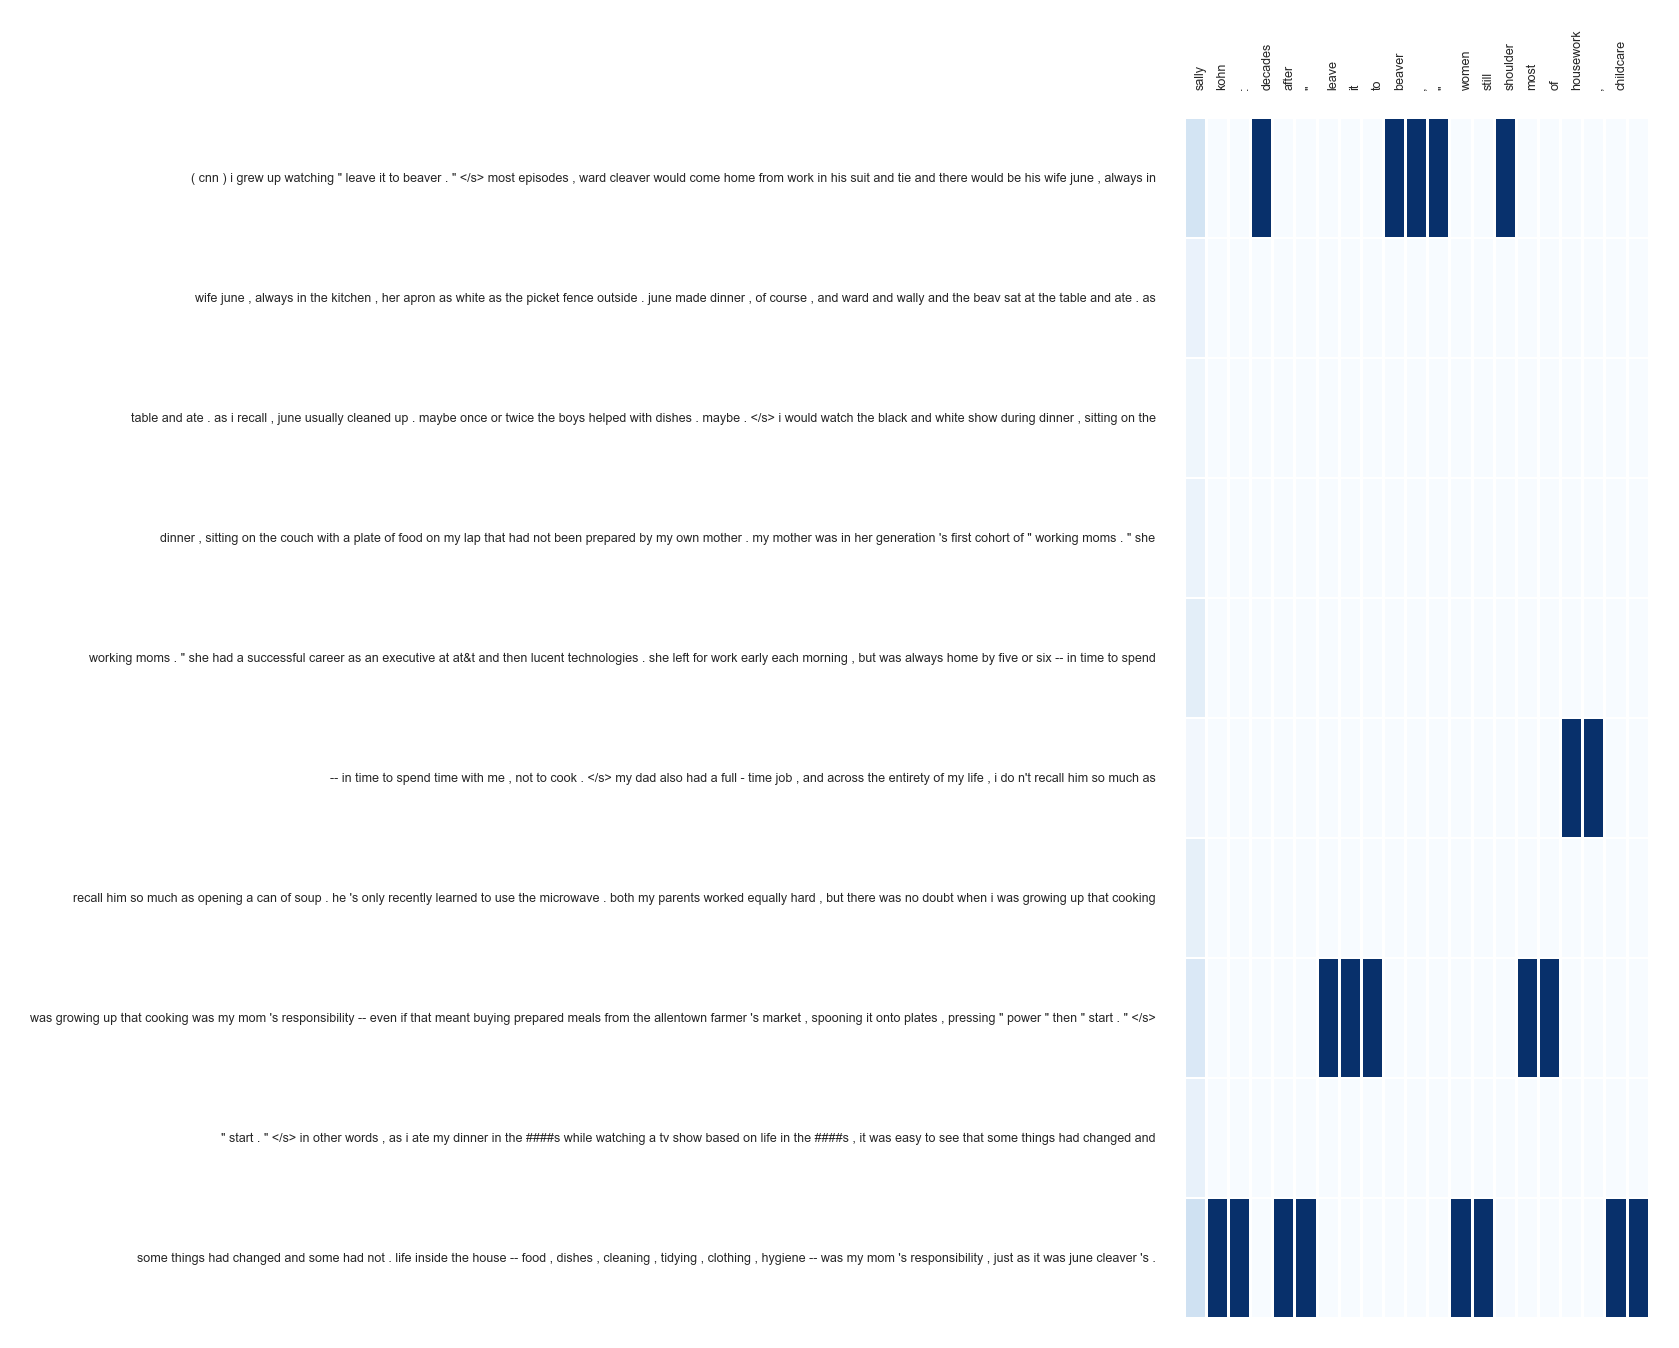 sally
kohn
:
decades
after
"
leave
it
to
beaver
,
"
women
still
shoulder
most
of
housework
,
childcare
( cnn ) i grew up watching " leave it to beaver . " </s> most episodes , ward cleaver would come home from work in his suit and tie and there would be his wife june , always in
wife june , always in the kitchen , her apron as white as the picket fence outside . june made dinner , of course , and ward and wally and the beav sat at the table and ate . as
table and ate . as i recall , june usually cleaned up . maybe once or twice the boys helped with dishes . maybe . </s> i would watch the black and white show during dinner , sitting on the
dinner , sitting on the couch with a plate of food on my lap that had not been prepared by my own mother . my mother was in her generation 's first cohort of " working moms . " she
working moms . " she had a successful career as an executive at at&t and then lucent technologies . she left for work early each morning , but was always home by five or six -- in time to spend
-- in time to spend time with me , not to cook . </s> my dad also had a full - time job , and across the entirety of my life , i do n't recall him so much as
recall him so much as opening a can of soup . he 's only recently learned to use the microwave . both my parents worked equally hard , but there was no doubt when i was growing up that cooking
was growing up that cooking was my mom 's responsibility -- even if that meant buying prepared meals from the allentown farmer 's market , spooning it onto plates , pressing " power " then " start . " </s>
" start . " </s> in other words , as i ate my dinner in the ####s while watching a tv show based on life in the ####s , it was easy to see that some things had changed and
some things had changed and some had not . life inside the house -- food , dishes , cleaning , tidying , clothing , hygiene -- was my mom 's responsibility , just as it was june cleaver 's .